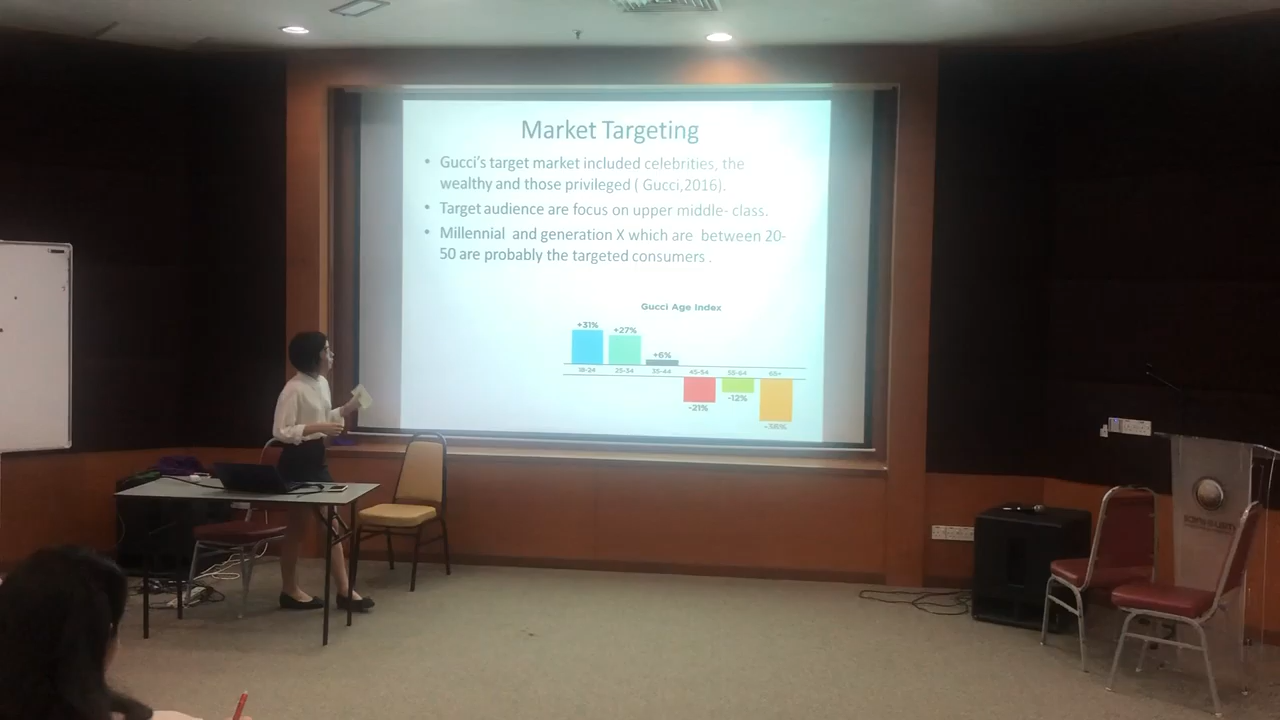 Market Targeting
• Gucci's target market included celebrities, the
wealthy and those privileged ( Gucci,2016).
• Target audience are focus on upper middle- class.
• Millennial and generation X which are between 20-
50 are probably the targeted consumers .
Gucci Age Index
+31%
+27%
+6%
18-24
25-34
35-44
45-54
55-64
65+
-21%
-12%
-38%